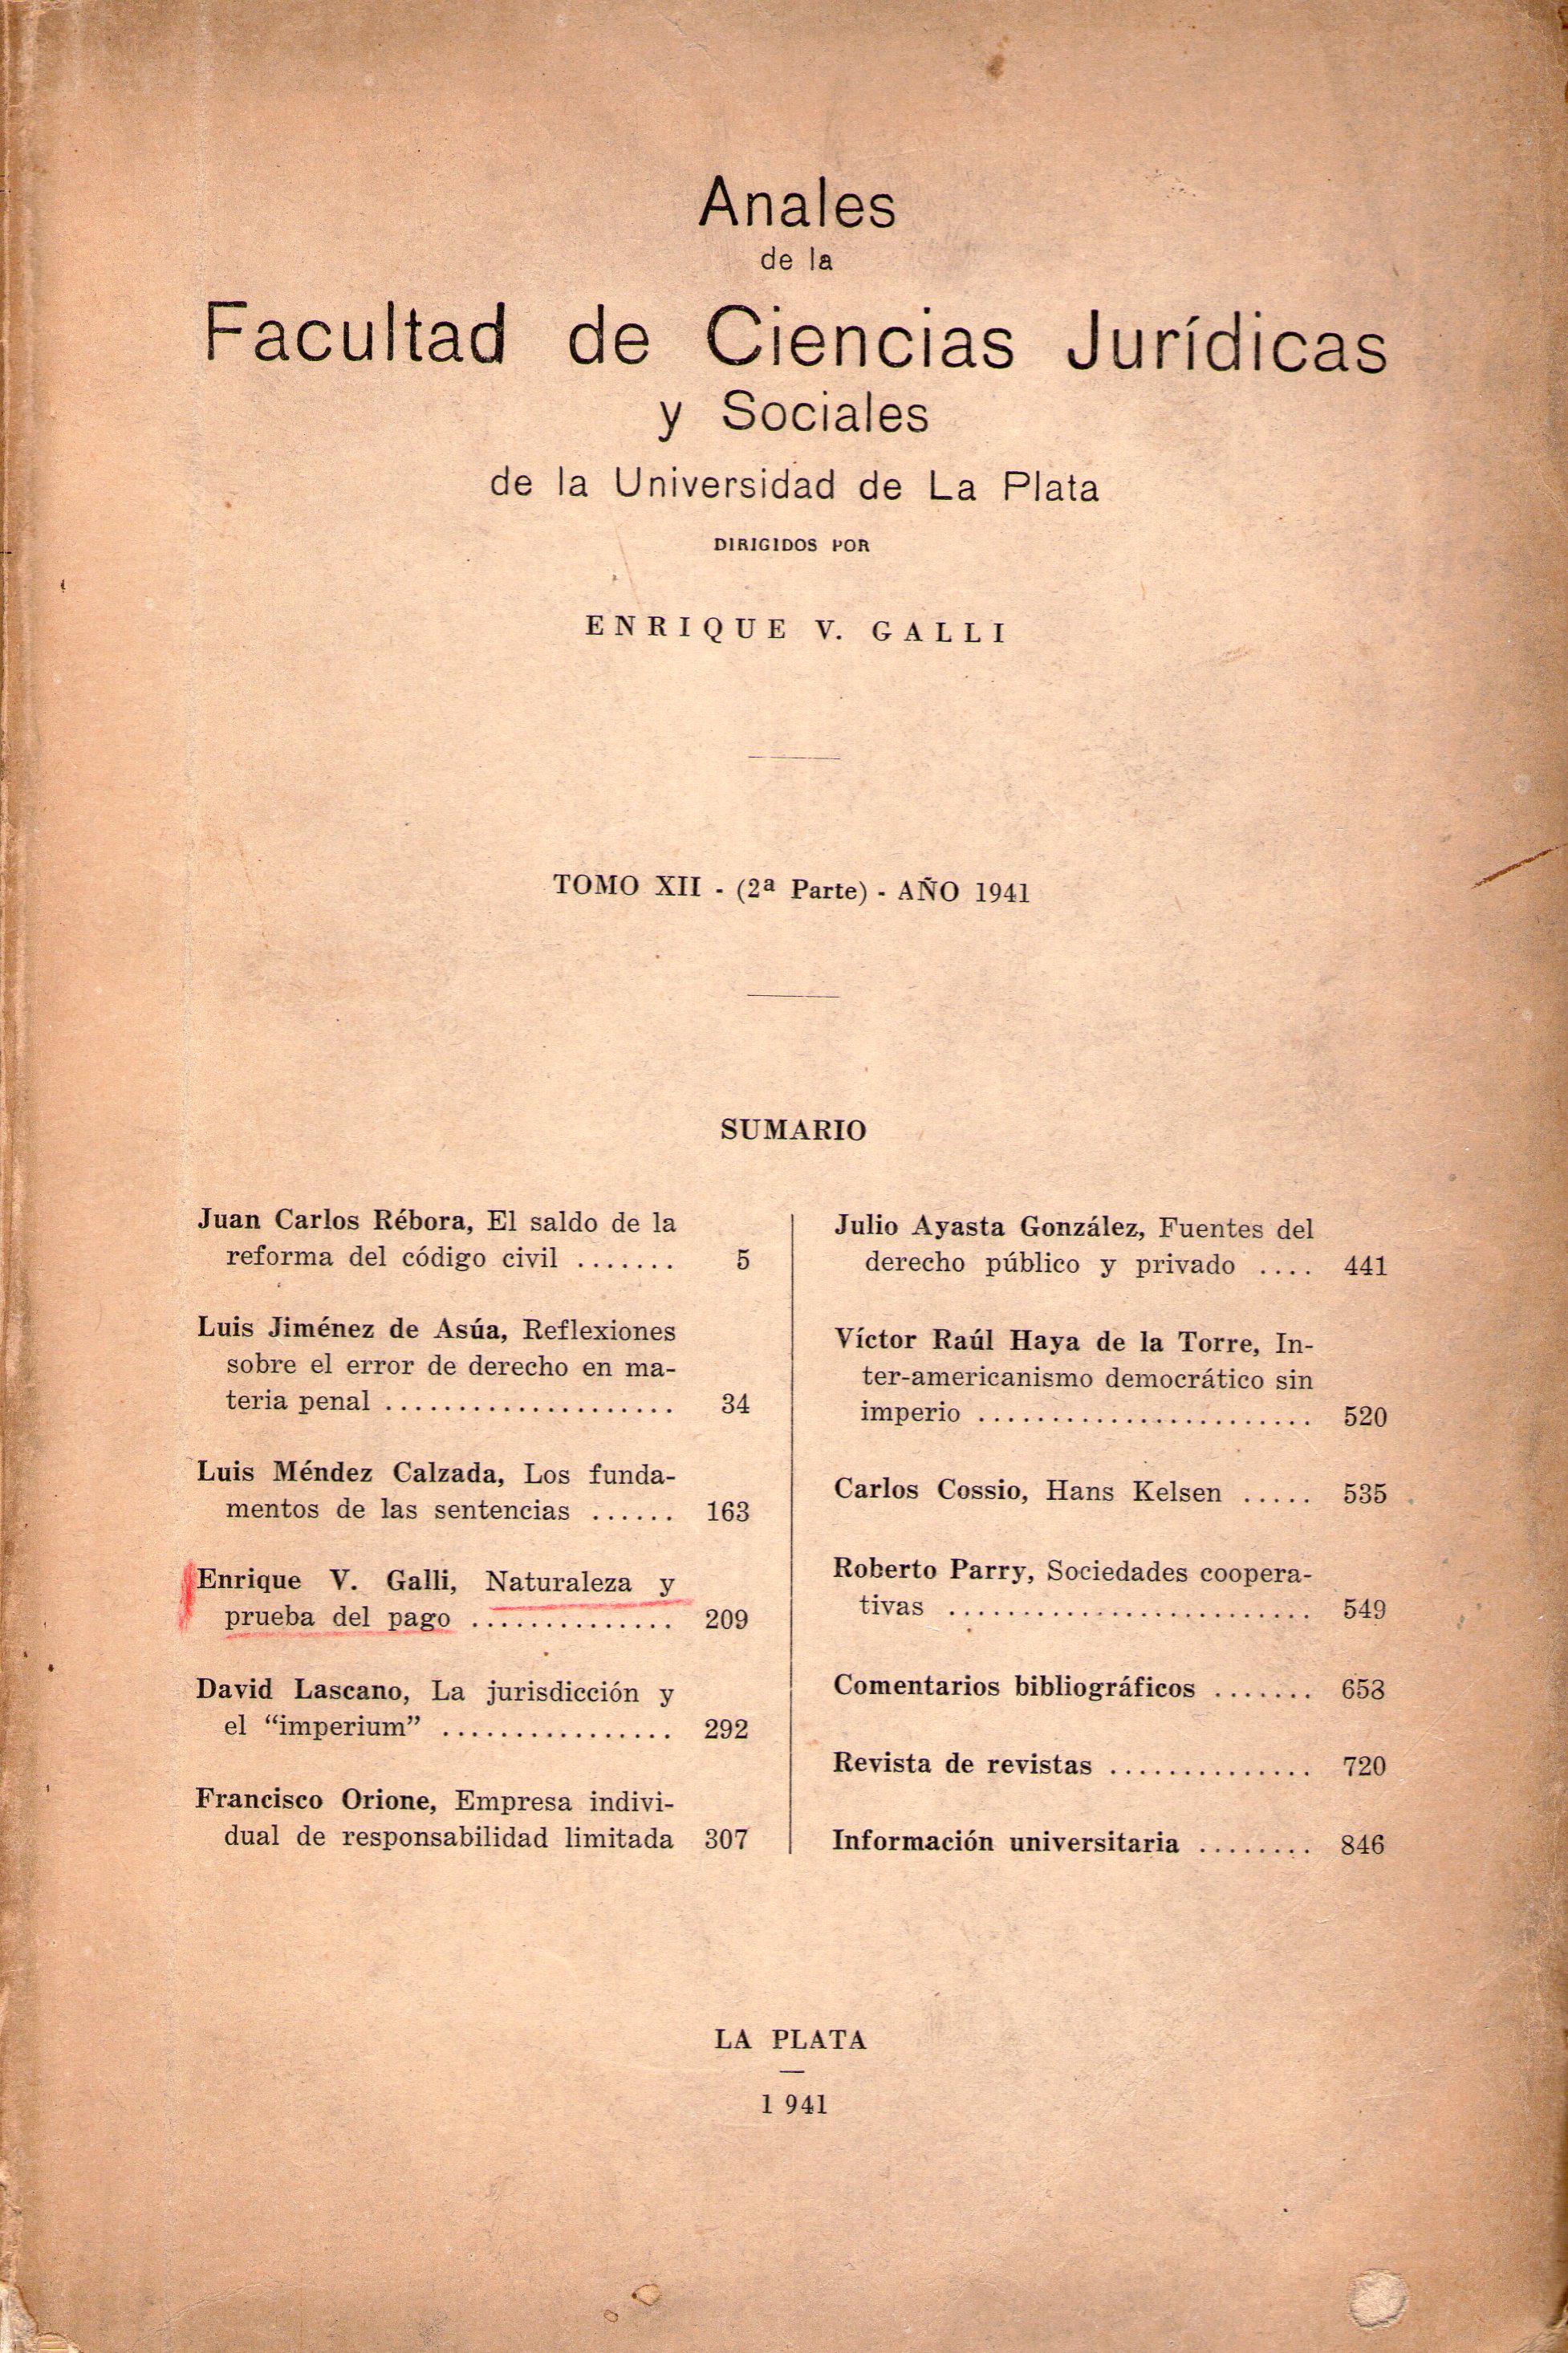 Anales
de la
Facultad de Ciencias Jurídicas
y Sociales
de la Universidad de La Plata
DIRIGIDOS POR
ENRIQUE V. GALLI
TOMO XII - (2ª Parte) - AÑO 1941
SUMARIO
Juan Carlos Rébora, El saldo de la
reforma del código civil ....... 5
Luis Jiménez de Asúa, Reflexiones
sobre el error de derecho en ma-
teria penal .................... 34
Luis Méndez Calzada, Los funda-
mentos de las sentencias ...... 163
Enrique V. Galli, Naturaleza y
prueba del pago .............. 209
David Lascano, La jurisdicción y
el “imperium” ................ 292
Francisco Orione, Empresa indivi-
dual de responsabilidad limitada 307
Julio Ayasta González, Fuentes del
derecho público y privado .... 441
Víctor Raúl Haya de la Torre, In-
ter-americanismo democrático sin
imperio ....................... 520
Carlos Cossio, Hans Kelsen ..... 535
Roberto Parry, Sociedades coopera-
tivas ......................... 549
Comentarios bibliográficos ....... 653
Revista de revistas .............. 720
Información universitaria ........ 846
LA PLATA
1941